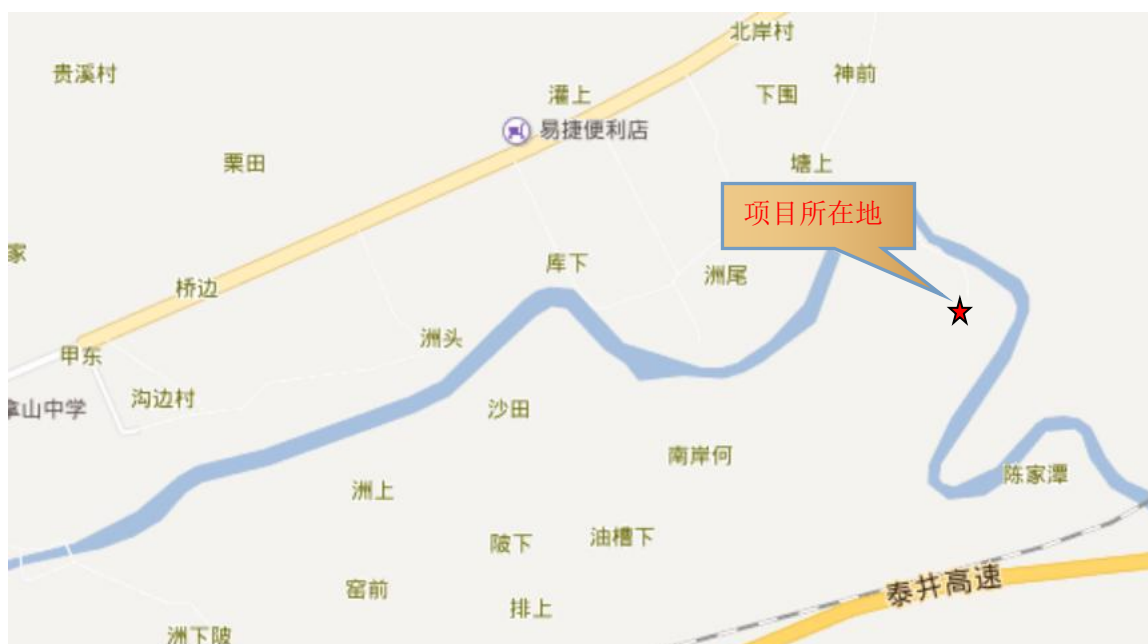 北岸村
贵溪村
神前
灌上
下围
易捷便利店
栗田
塘上
项目所在地
家
库下
洲尾
桥边
洲头
甲东
沟边村
拿山中学
沙田
南岸何
陈家潭
洲上
陂下
油槽下
泰井高速
窑前
排上
洲下陂